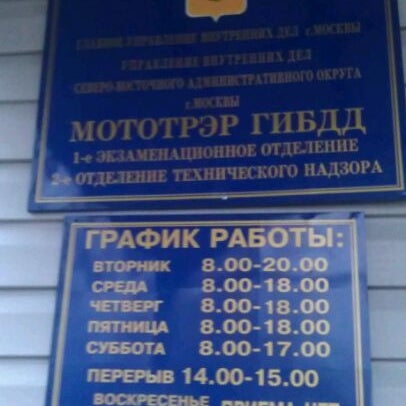 ГЛАВНОЕ УПРАВЛЕНИЕ ВНУТРЕННИХ ДЕЛ г.МОСКВЫ
УПРАВЛЕНИЕ ВНУТРЕННИХ ДЕЛ
СЕВЕРО-ВОСТОЧНОГО АДМИНИСТРАТИВНОГО ОКРУГА
г.МОСКВЫ
МОТОТРЭР ГИБДД
1-е ЭКЗАМЕНАЦИОННОЕ ОТДЕЛЕНИЕ
2-е ОТДЕЛЕНИЕ ТЕХНИЧЕСКОГО НАДЗОРА
ГРАФИК РАБОТЫ:
ВТОРНИК 8.00-20.00
СРЕДА 8.00-18.00
ЧЕТВЕРГ 8.00-18.00
ПЯТНИЦА 8.00-18.00
СУББОТА 8.00-17.00
ПЕРЕРЫВ 14.00-15.00
ВОСКРЕСЕНЬЕ ПРИЕМА НЕТ